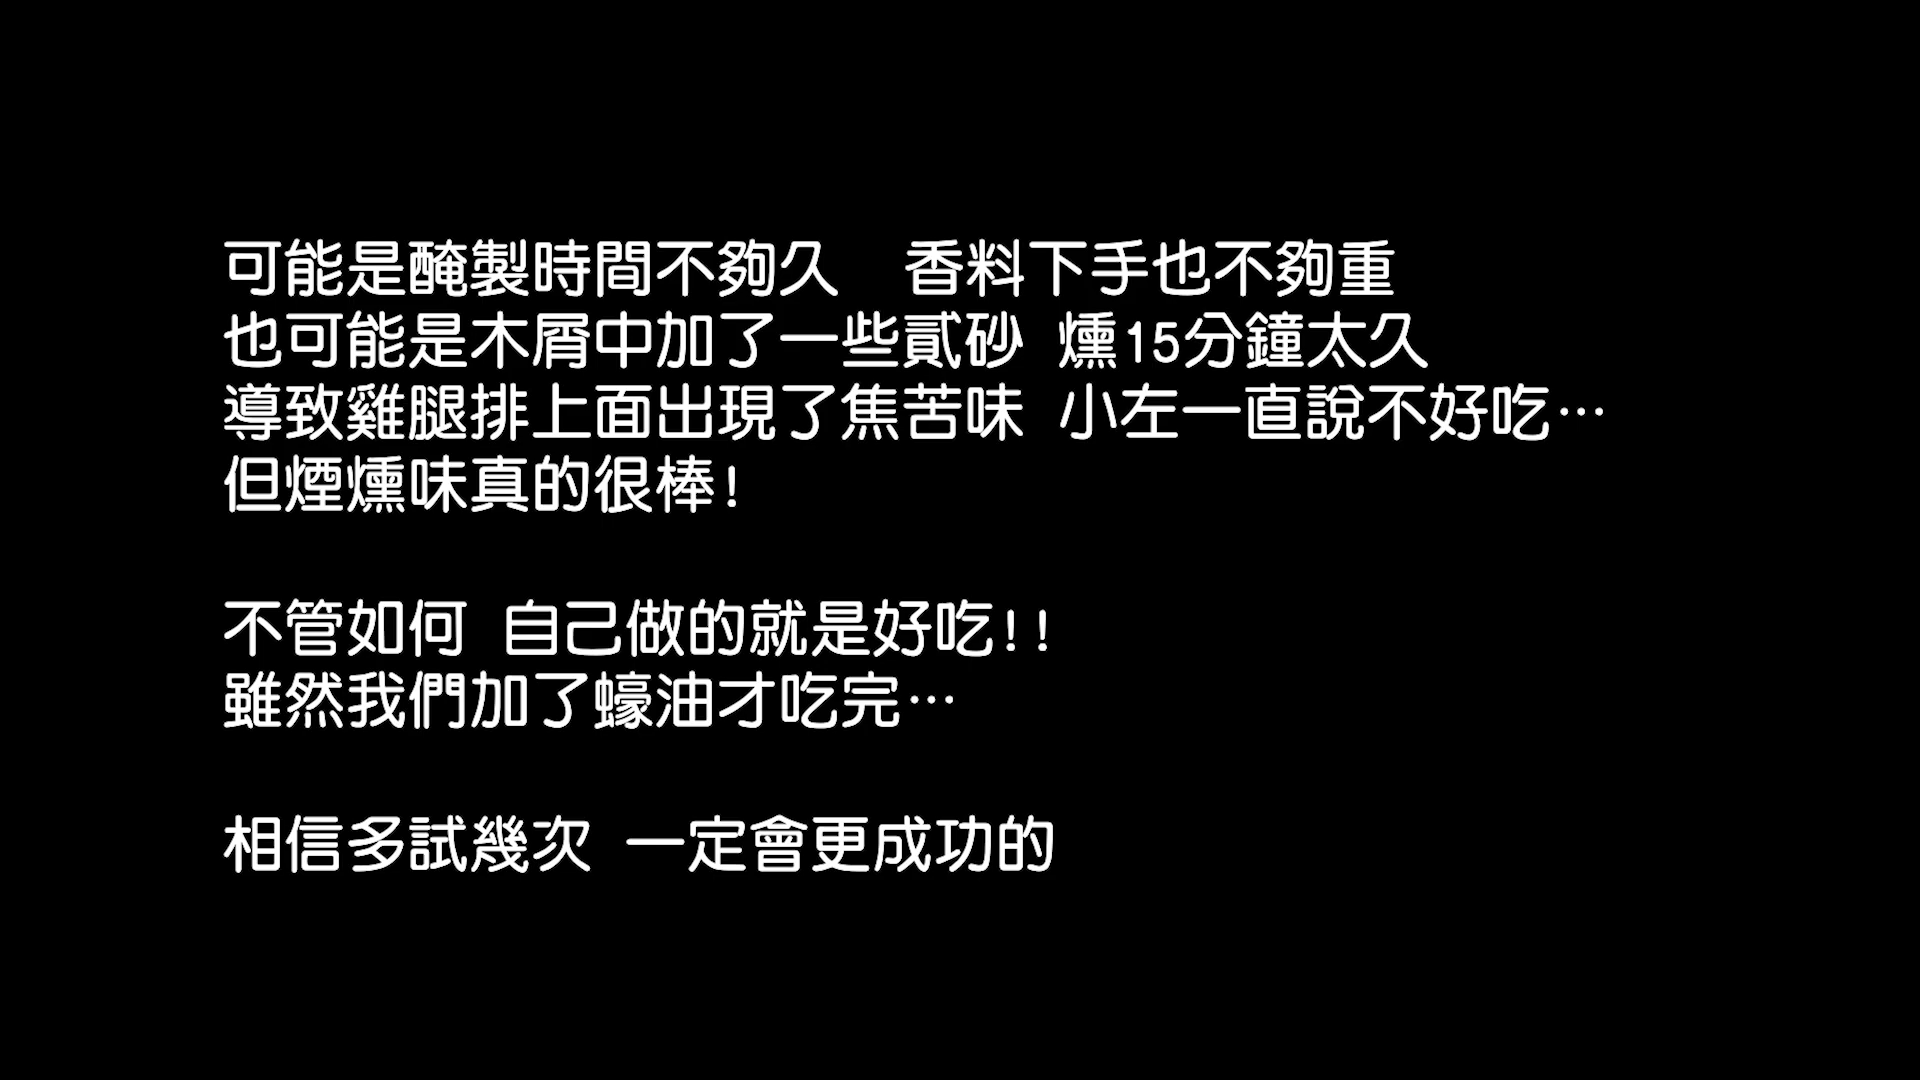 可能是醃製時間不夠久　香料下手也不夠重
也可能是木屑中加了一些貳砂 燻15分鐘太久
導致雞腿排上面出現了焦苦味 小左一直說不好吃…
但煙燻味真的很棒!
不管如何 自己做的就是好吃!!
雖然我們加了蠔油才吃完…
相信多試幾次 一定會更成功的